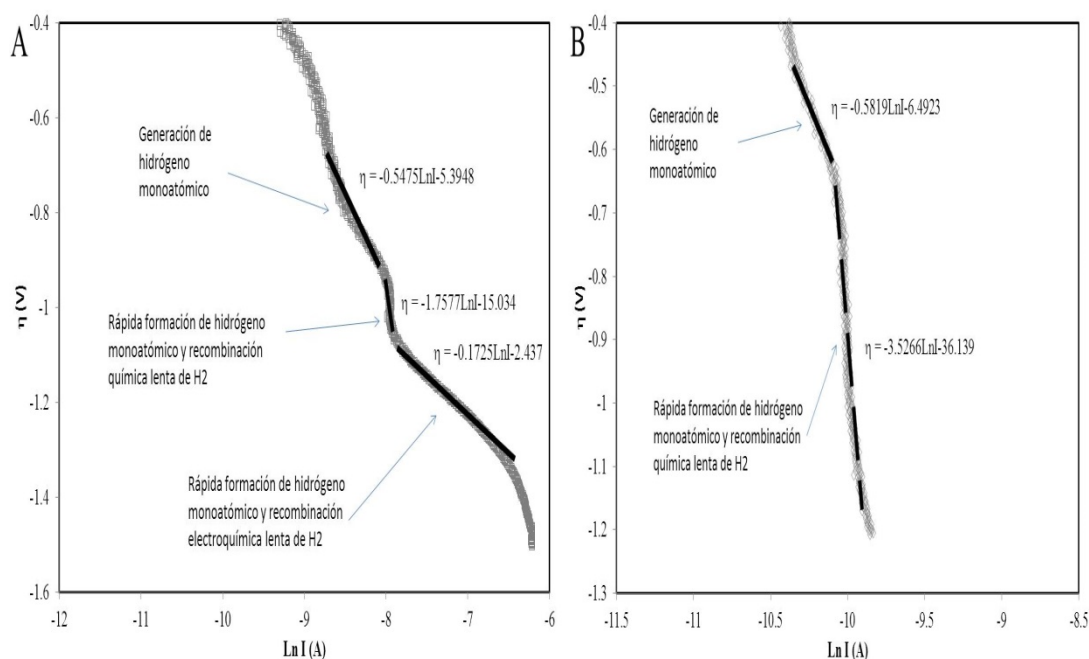 A
-0.4
-0.6
-0.8
-1
-1.2
-1.4
-1.6
η (V)
Generación de
hidrógeno
monoatómico
η = -0.5475LnI-5.3948
Rápida formación de hidrógeno
monoatómico y recombinación
química lenta de H2
η = -1.7577LnI-15.034
η = -0.1725LnI-2.437
Rápida formación de hidrógeno
monoatómico y recombinación
electroquímica lenta de H2
-12 -11 -10 -9 -8 -7 -6 -5
Ln I (A)
B
-0.4
-0.5
-0.6
-0.7
-0.8
-0.9
-1
-1.1
-1.2
-1.3
η (V)
Generación de
hidrógeno
monoatómico
η = -0.5819LnI-6.4923
η = -3.5266LnI-36.139
Rápida formación de hidrógeno
monoatómico y recombinación
química lenta de H2
-11.5 -11 -10.5 -10 -9.5 -9 -8.5
Ln I (A)